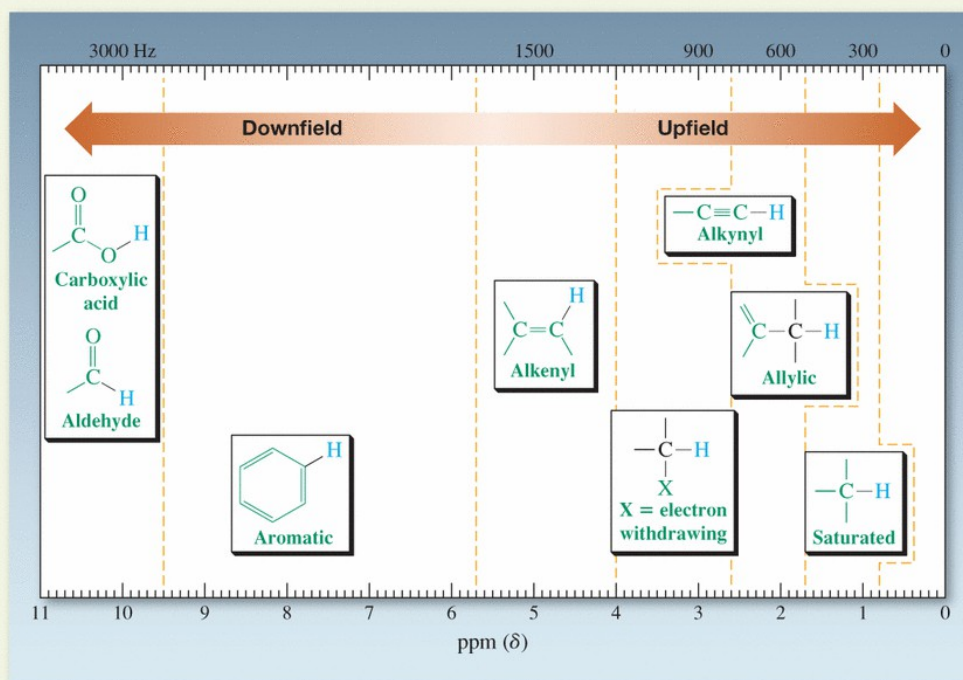 3000 Hz 1500 900 600 300 0
11 10 9 8 7 6 5 4 3 2 1 0
Downfield Upfield
O
C O H
Carboxylic
acid
O
C H
Aldehyde
H
Aromatic
H
C=C
Alkenyl
—C≡C—H
Alkynyl
C—C—H
Allylic
—C—H
X
X = electron
withdrawing
—C—H
Saturated
ppm (δ)